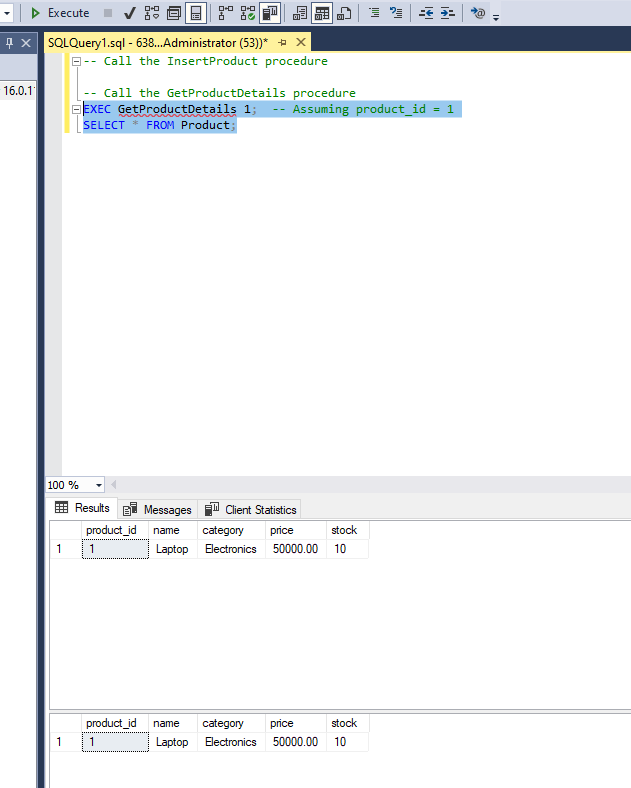 Execute
SQLQuery1.sql - 638...Administrator (53))*
16.0.1
-- Call the InsertProduct procedure
-- Call the GetProductDetails procedure
EXEC GetProductDetails 1;  -- Assuming product_id = 1
SELECT * FROM Product;
100 %
Results Messages Client Statistics
product_id name category price stock
1 1 Laptop Electronics 50000.00 10
product_id name category price stock
1 1 Laptop Electronics 50000.00 10